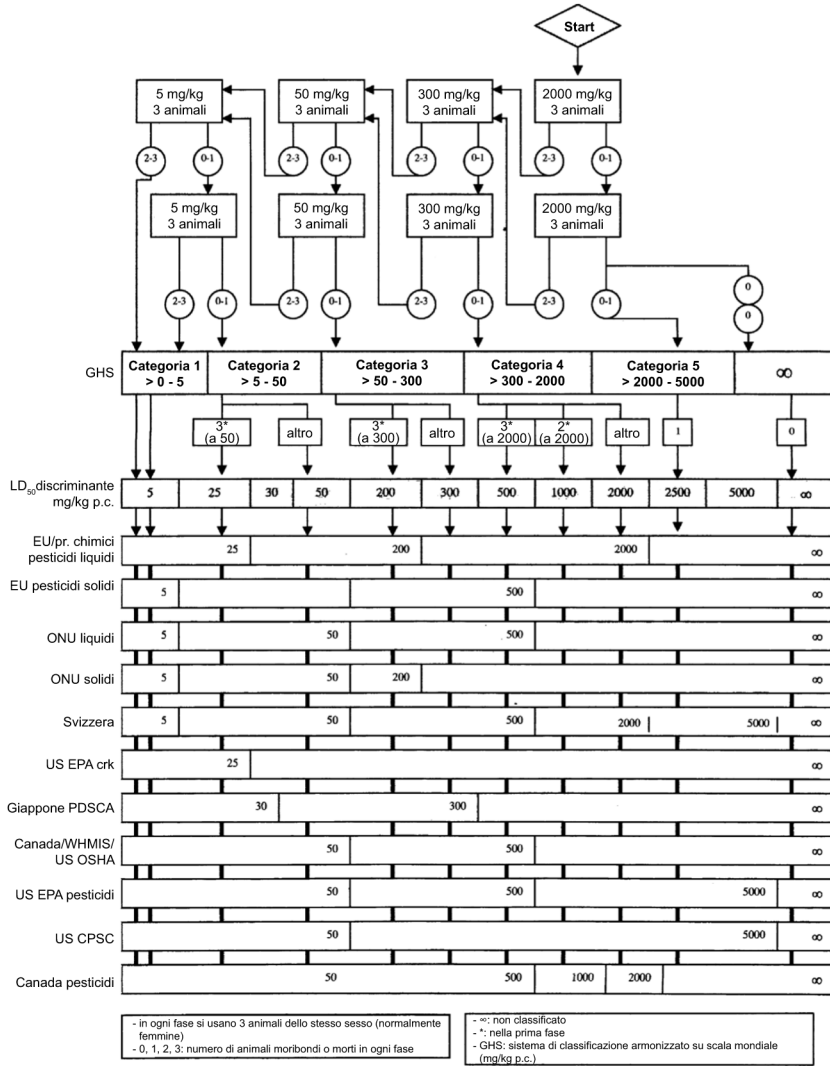 Start
5 mg/kg
3 animali
50 mg/kg
3 animali
300 mg/kg
3 animali
2000 mg/kg
3 animali
2-3
0-1
2-3
0-1
2-3
0-1
2-3
0-1
5 mg/kg
3 animali
50 mg/kg
3 animali
300 mg/kg
3 animali
2000 mg/kg
3 animali
2-3
0-1
2-3
0-1
2-3
0-1
2-3
0-1
0
0
GHS
Categoria 1
> 0 - 5
Categoria 2
> 5 - 50
Categoria 3
> 50 - 300
Categoria 4
> 300 - 2000
Categoria 5
> 2000 - 5000
∞
3*
(a 50)
altro
3*
(a 300)
altro
3*
(a 2000)
2*
(a 2000)
altro
1
0
LD50 discriminante
mg/kg p.c.
5 25 30 50 200 300 500 1000 2000 2500 5000 ∞
EU/pr. chimici
pesticidi liquidi
25 200 2000 ∞
EU pesticidi solidi
5 500 ∞
ONU liquidi
5 50 500 ∞
ONU solidi
5 50 200 ∞
Svizzera
5 50 500 2000 5000 ∞
US EPA crk
25 ∞
Giappone PDSCA
30 300 ∞
Canada/WHMIS/
US OSHA
50 500 ∞
US EPA pesticidi
50 500 5000 ∞
US CPSC
50 5000 ∞
Canada pesticidi
50 500 1000 2000 ∞
- in ogni fase si usano 3 animali dello stesso sesso (normalmente
femmine)
- 0, 1, 2, 3: numero di animali moribondi o morti in ogni fase
- ∞: non classificato
- *: nella prima fase
- GHS: sistema di classificazione armonizzato su scala mondiale
(mg/kg p.c.)